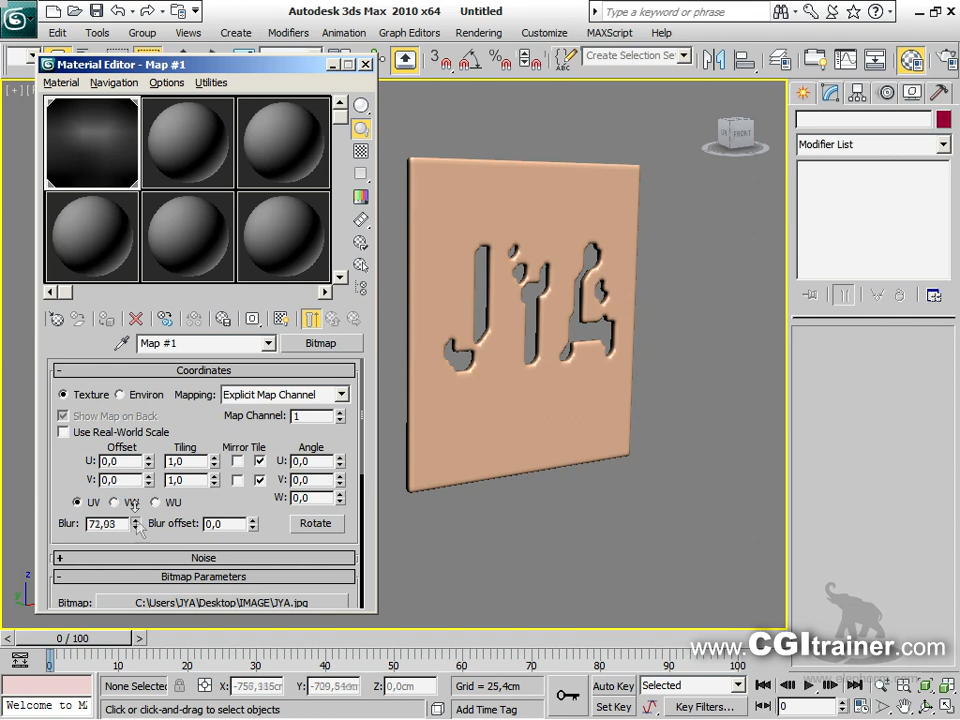 Autodesk 3ds Max 2010 x64 Untitled
Type a keyword or phrase
Edit Tools Group Views Create Modifiers Animation Graph Editors Rendering Customize MAXScript Help
Create Selection Se
Material Editor - Map #1
Material Navigation Options Utilities
FRONT
Modifier List
Map #1 Bitmap
JYA
- Coordinates
Texture Environ Mapping: Explicit Map Channel
Show Map on Back Map Channel: 1
Use Real-World Scale
Offset Tiling Mirror Tile Angle
U: 0,0 1,0 U: 0,0
V: 0,0 1,0 V: 0,0
W: 0,0
UV VW WU
Blur: 72,93 Blur offset: 0,0 Rotate
+ Noise
- Bitmap Parameters
Bitmap: C:\Users\JYA\Desktop\IMAGE\JYA.jpg
z
www.CGItrainer.com
0 / 100
0 10 20 30 40 50 60 70 80 90 100
None Selected X: -756,115cm Y: -709,54cm Z: 0,0cm Grid = 25,4cm Auto Key Selected
Welcome to M Click or click-and-drag to select objects Add Time Tag Set Key Key Filters... 0